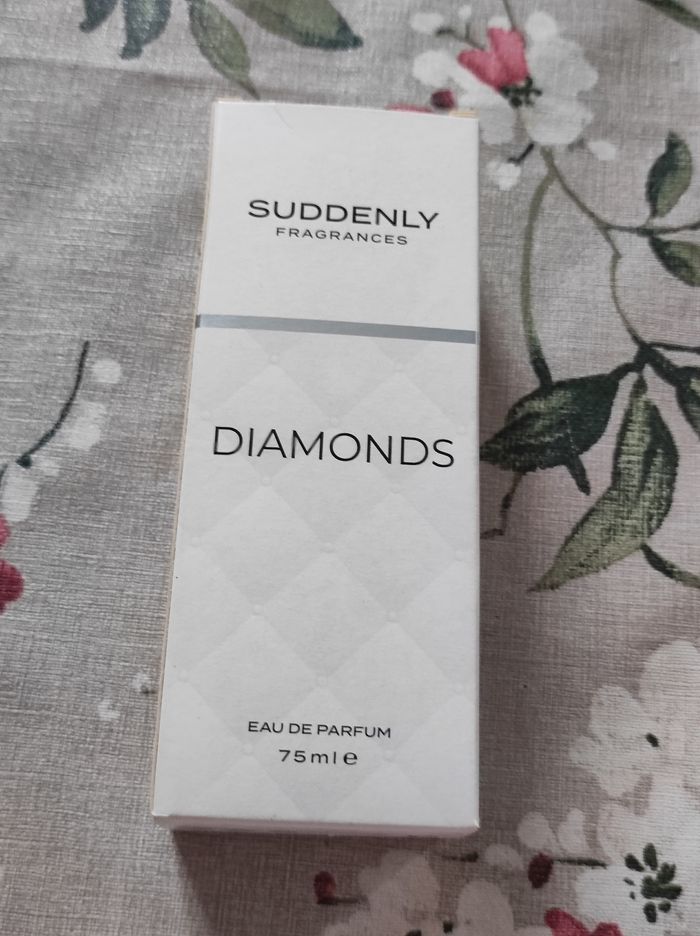 SUDDENLY
FRAGRANCES
DIAMONDS
EAU DE PARFUM
75ml ℮